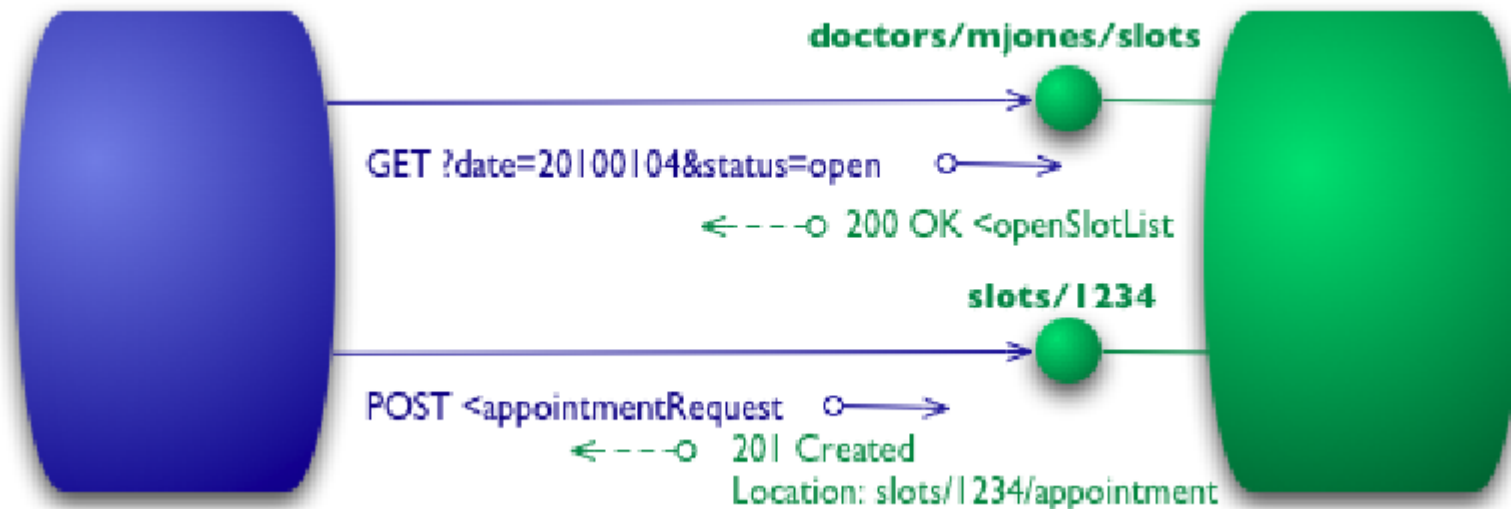 doctors/mjones/slots
GET ?date=20100104&status=open
200 OK <openSlotList
slots/1234
POST <appointmentRequest
201 Created
Location: slots/1234/appointment